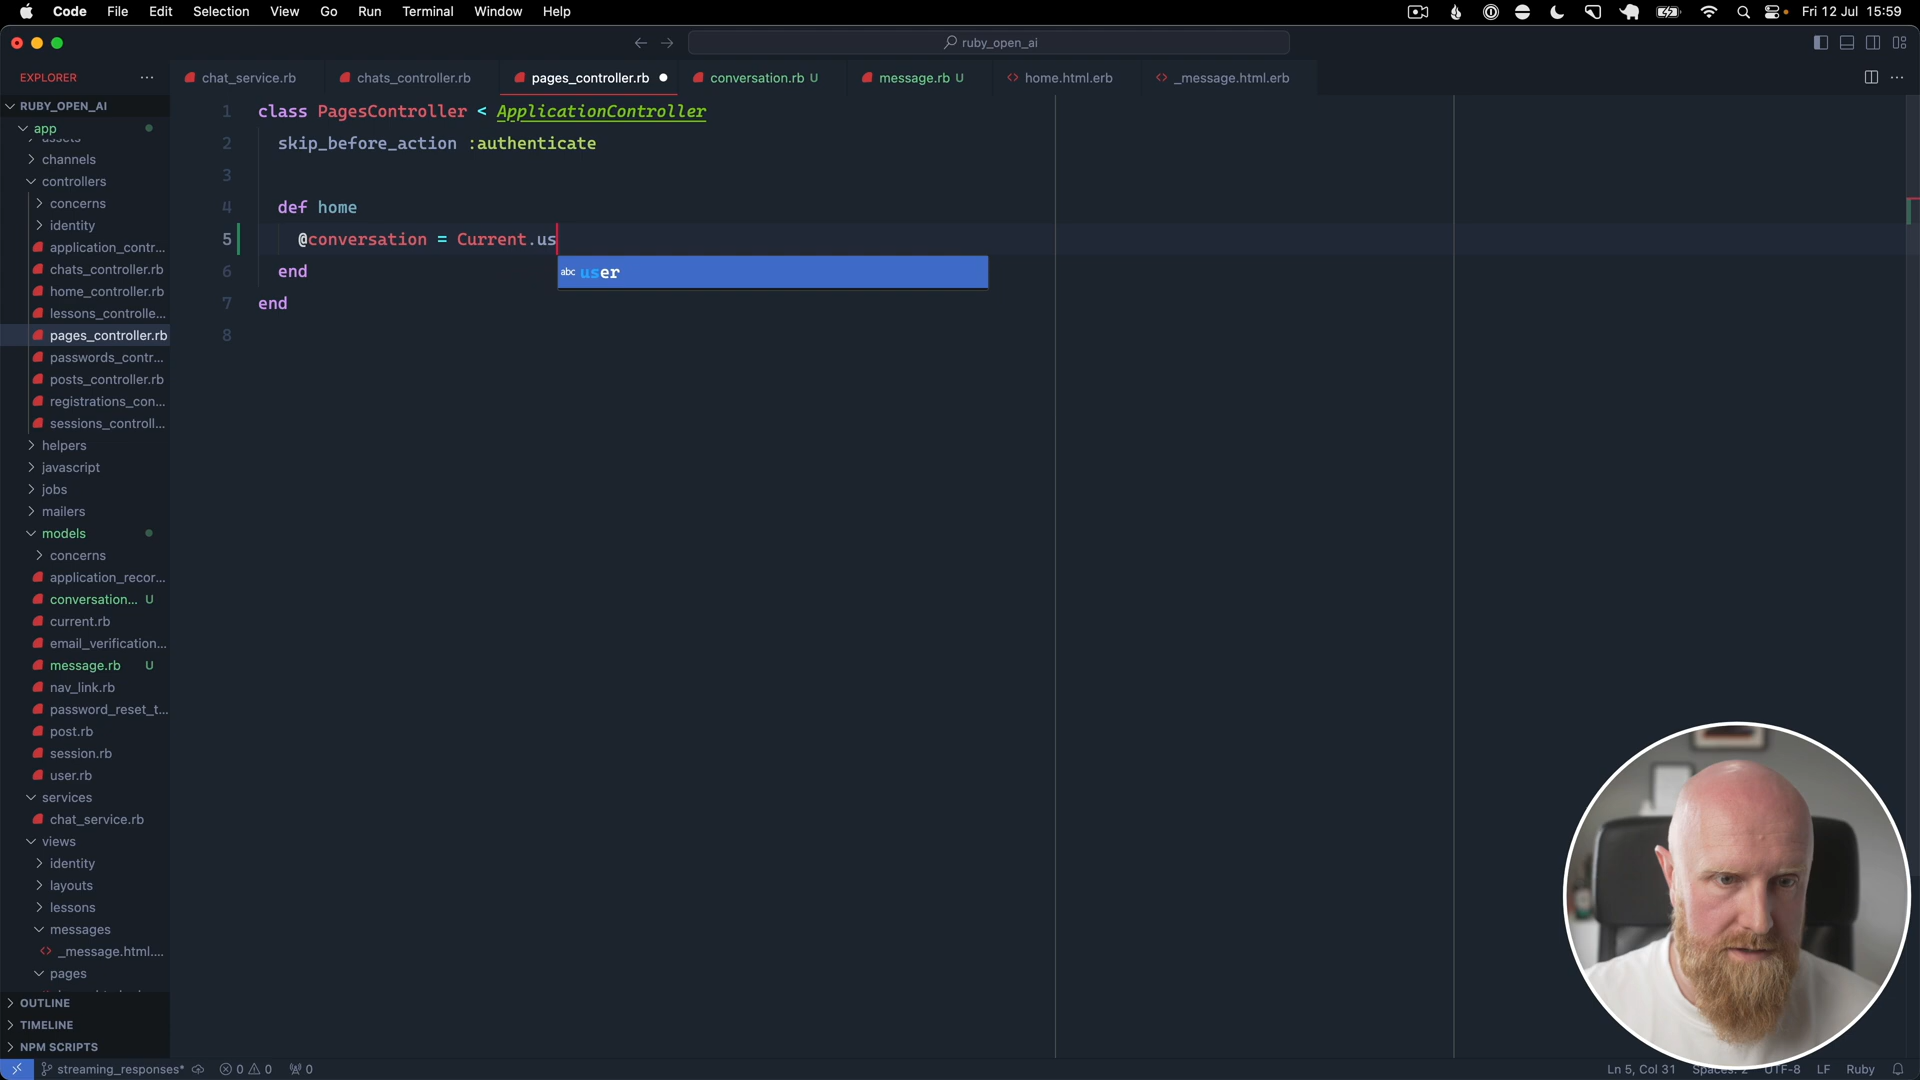 Code File Edit Selection View Go Run Terminal Window Help Fri 12 Jul 15:59
ruby_open_ai
EXPLORER
chat_service.rb chats_controller.rb pages_controller.rb conversation.rb U message.rb U home.html.erb _message.html.erb
RUBY_OPEN_AI
app
assets
channels
controllers
concerns
identity
application_contr...
chats_controller.rb
home_controller.rb
lessons_controlle...
pages_controller.rb
passwords_contr...
posts_controller.rb
registrations_con...
sessions_controll...
helpers
javascript
jobs
mailers
models
concerns
application_recor...
conversation... U
current.rb
email_verification...
message.rb U
nav_link.rb
password_reset_t...
post.rb
session.rb
user.rb
services
chat_service.rb
views
identity
layouts
lessons
messages
_message.html....
pages
OUTLINE
TIMELINE
NPM SCRIPTS
1 class PagesController < ApplicationController
2 skip_before_action :authenticate
3
4 def home
5 @conversation = Current.us
abc user
6 end
7 end
8
streaming_responses* 0 0 0 Ln 5, Col 31 Spaces: 2 UTF-8 LF Ruby